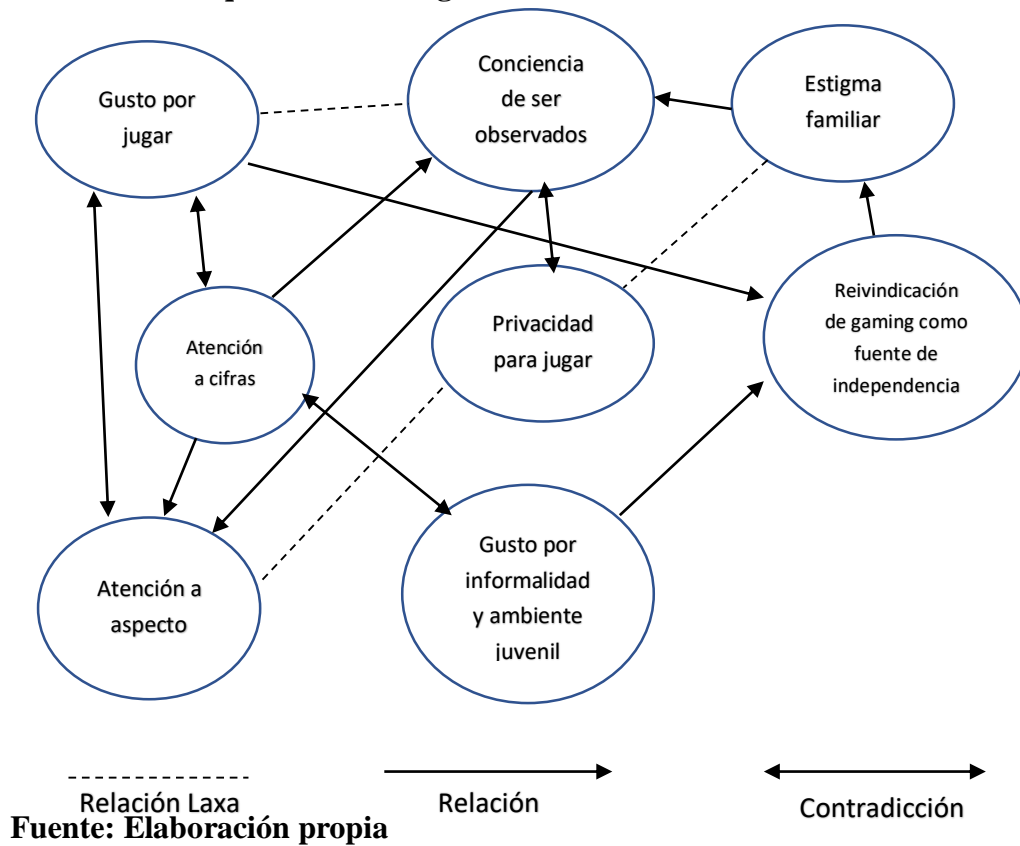 Gusto por
jugar
Conciencia
de ser
observados
Estigma
familiar
Atención
a cifras
Privacidad
para jugar
Reivindicación
de gaming como
fuente de
independencia
Atención a
aspecto
Gusto por
informalidad
y ambiente
juvenil
Relación Laxa
Relación
Contradicción
Fuente: Elaboración propia